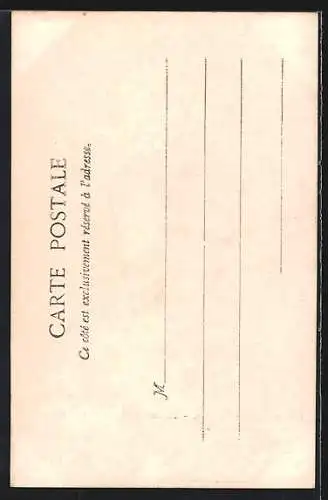 CARTE POSTALE
Ce côté est exclusivement réservé à l'adresse.
M